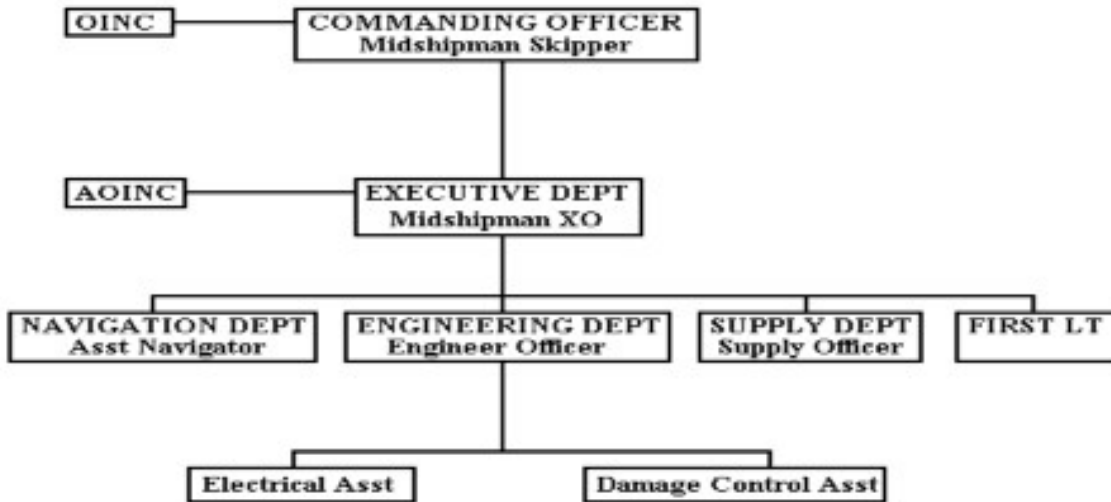 OINC
COMMANDING OFFICER
Midshipman Skipper
AOINC
EXECUTIVE DEPT
Midshipman XO
NAVIGATION DEPT
Asst Navigator
ENGINEERING DEPT
Engineer Officer
SUPPLY DEPT
Supply Officer
FIRST LT
Electrical Asst
Damage Control Asst